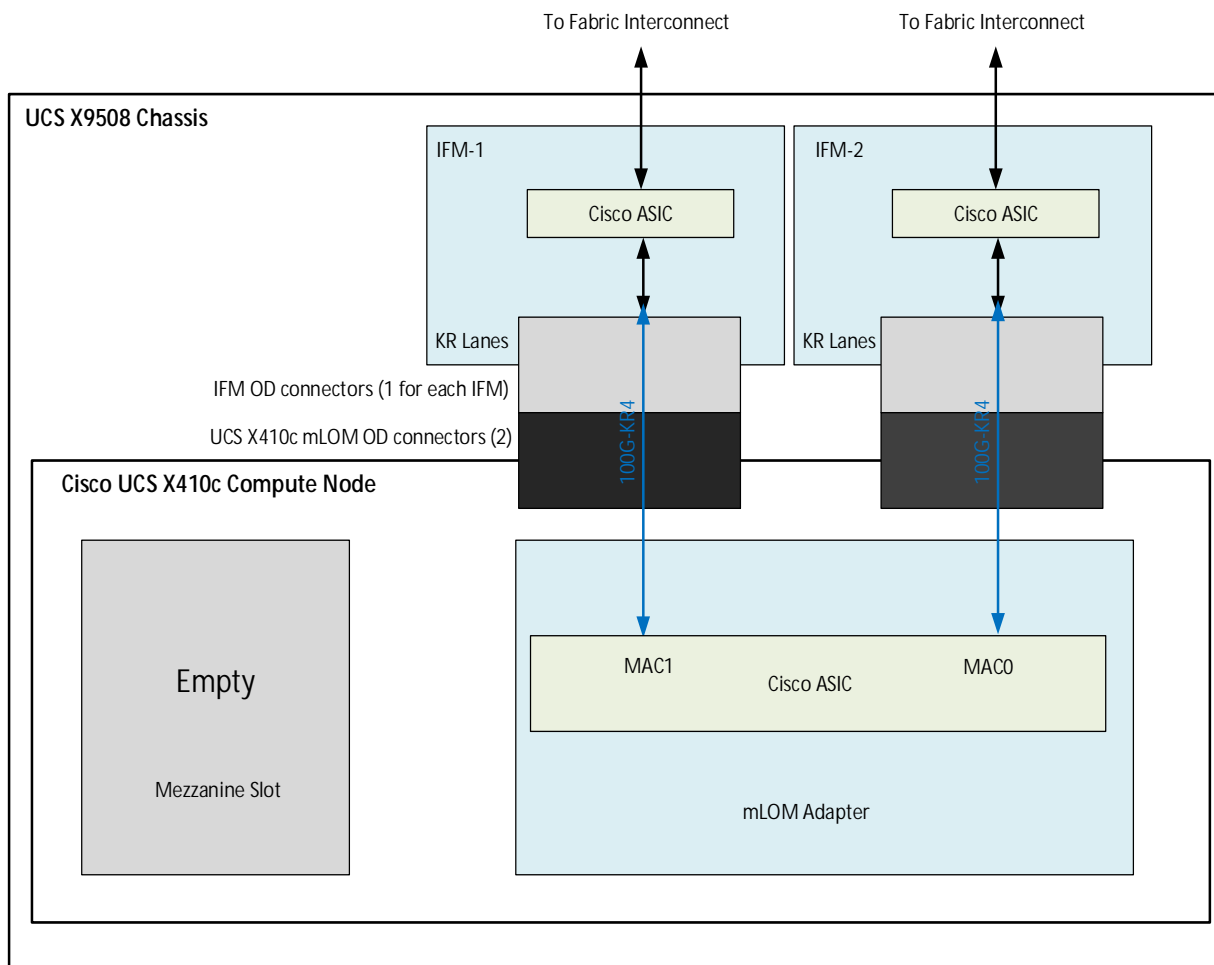 To Fabric Interconnect
To Fabric Interconnect
UCS X9508 Chassis
IFM-1
IFM-2
Cisco ASIC
Cisco ASIC
KR Lanes
KR Lanes
IFM OD connectors (1 for each IFM)
UCS X410c mLOM OD connectors (2)
100G-KR4
100G-KR4
Cisco UCS X410c Compute Node
Empty
Mezzanine Slot
MAC1
MAC0
Cisco ASIC
mLOM Adapter